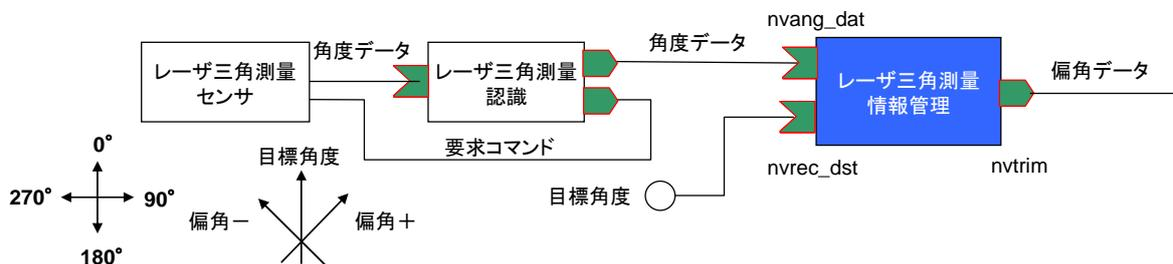 nvang_dat
角度データ
角度データ
レーザ三角測量
センサ
レーザ三角測量
認識
レーザ三角測量
情報管理
偏角データ
要求コマンド
nvrec_dst
nvtrim
目標角度
0°
270°
90°
180°
目標角度
偏角－
偏角＋